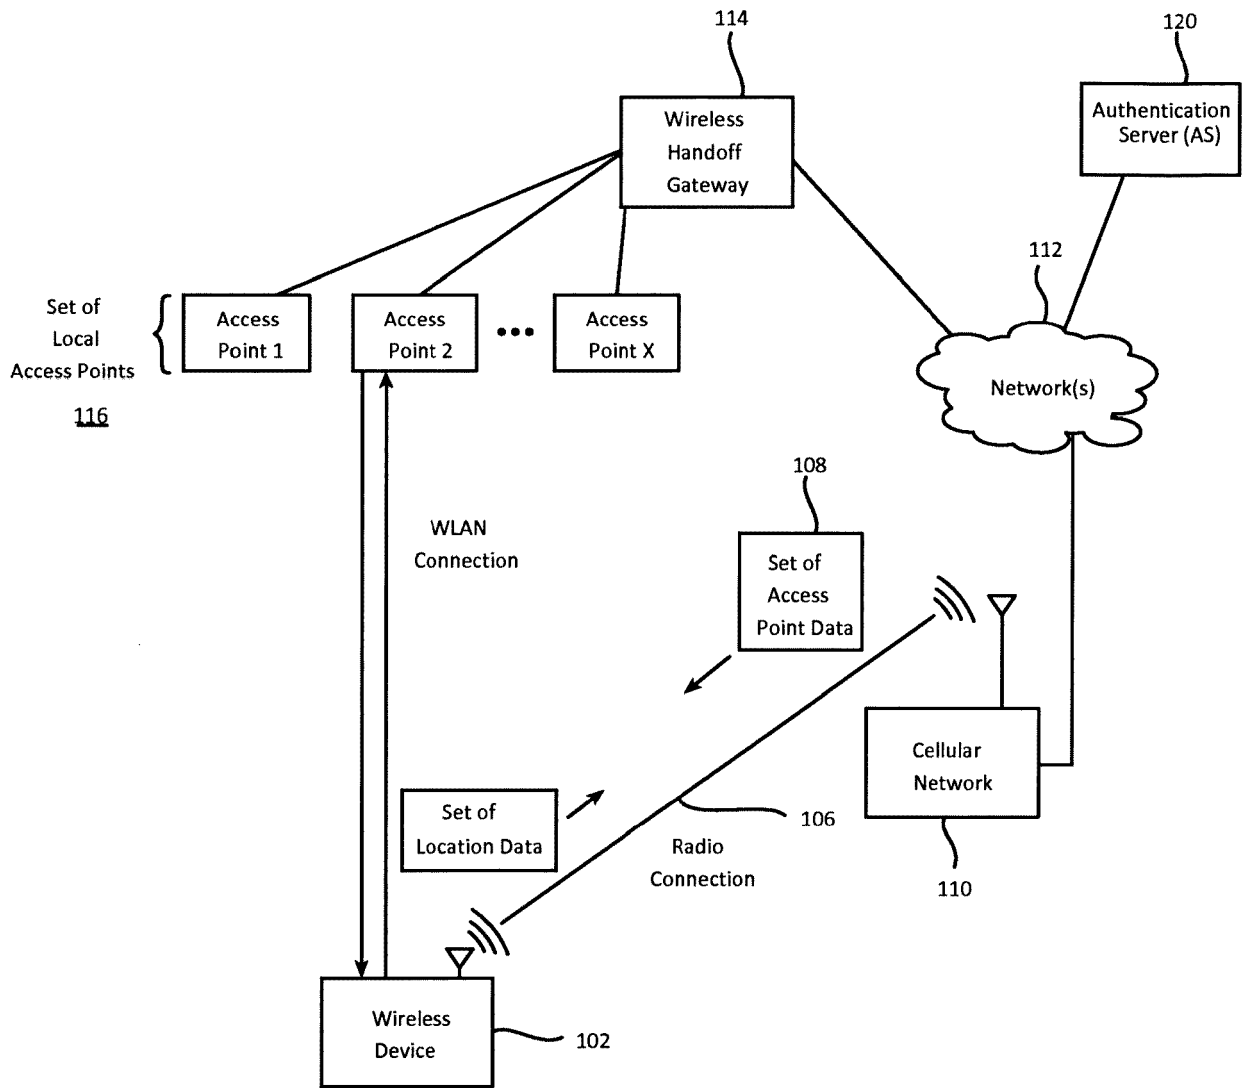 114
120
Wireless
Handoff
Gateway
Authentication
Server (AS)
112
Set of
Local
Access Points
116
Access
Point 1
Access
Point 2
Access
Point X
Network(s)
108
WLAN
Connection
Set of
Access
Point Data
Cellular
Network
Set of
Location Data
106
Radio
Connection
110
Wireless
Device
102